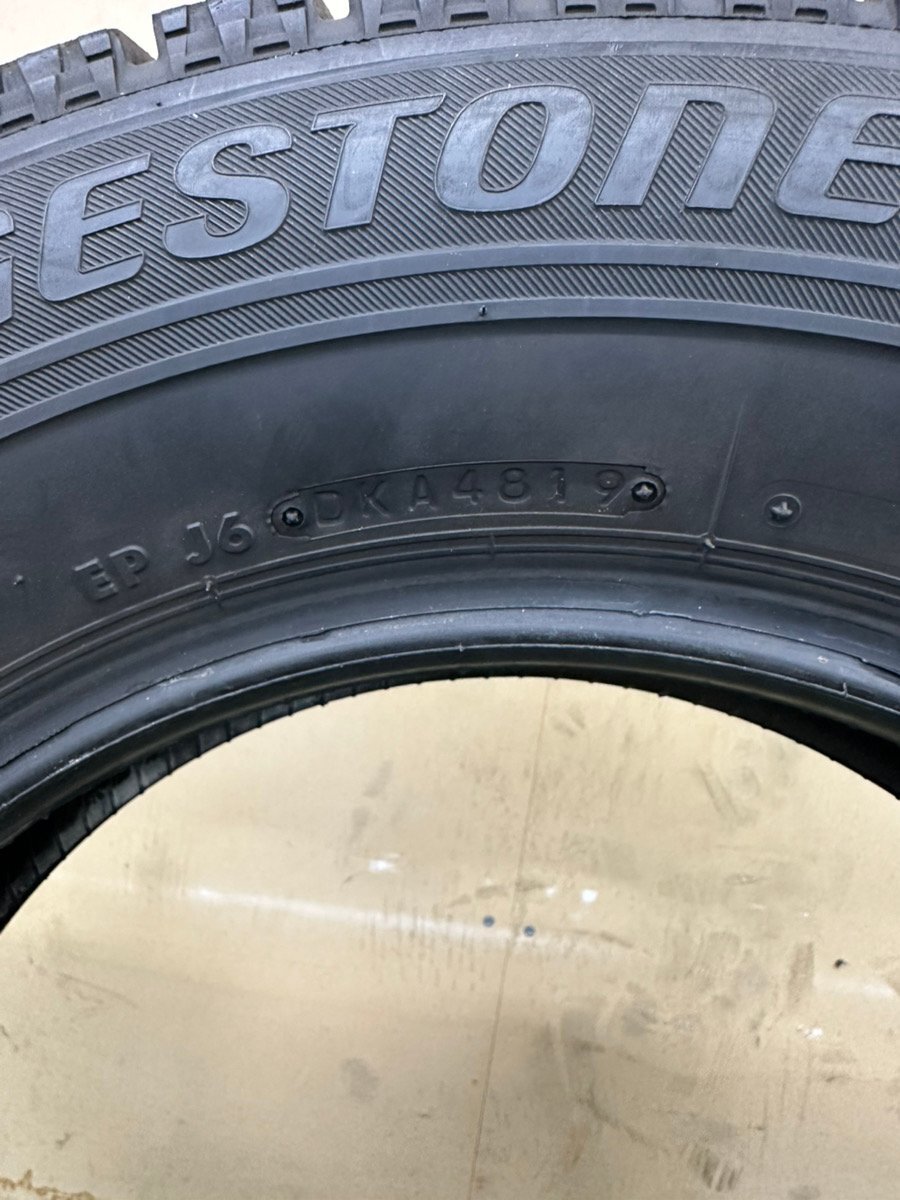 GESTONE
EP J6 DKA4819